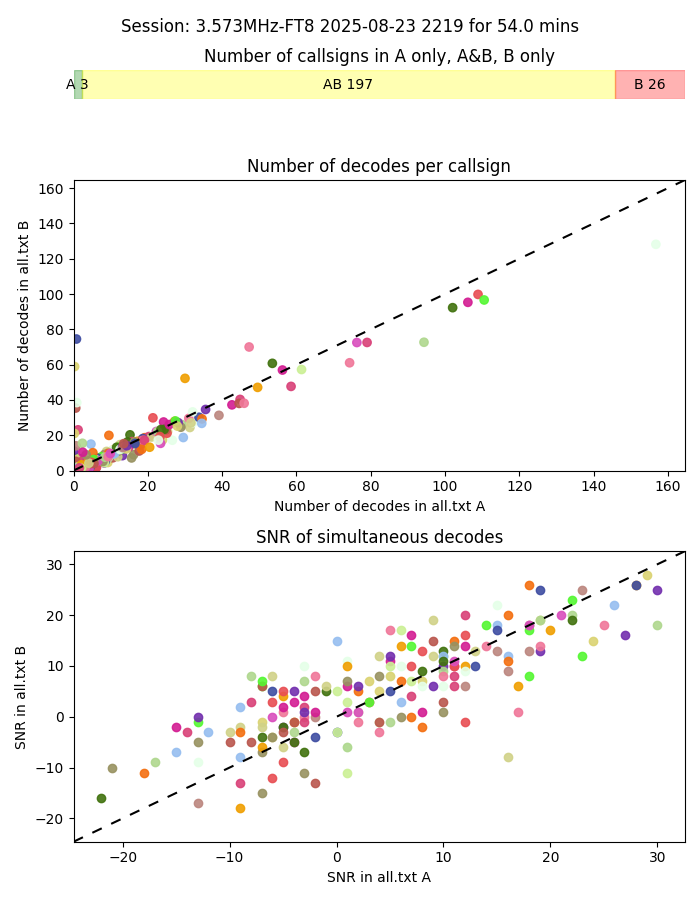 Session: 3.573MHz-FT8 2025-08-23 2219 for 54.0 mins
Number of callsigns in A only, A&B, B only
A 3 AB 197 B 26
Number of decodes per callsign
160
140
120
100
80
60
40
20
0
Number of decodes in all.txt B
0 20 40 60 80 100 120 140 160
Number of decodes in all.txt A
SNR of simultaneous decodes
30
20
10
0
−10
−20
SNR in all.txt B
−20 −10 0 10 20 30
SNR in all.txt A